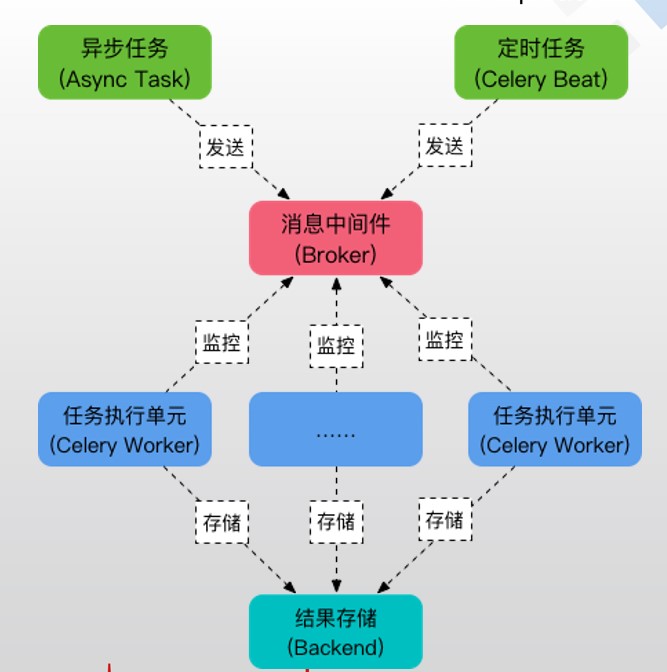 异步任务
(Async Task)
定时任务
(Celery Beat)
发送
发送
消息中间件
(Broker)
监控
监控
监控
任务执行单元
(Celery Worker)
……
任务执行单元
(Celery Worker)
存储
存储
存储
结果存储
(Backend)